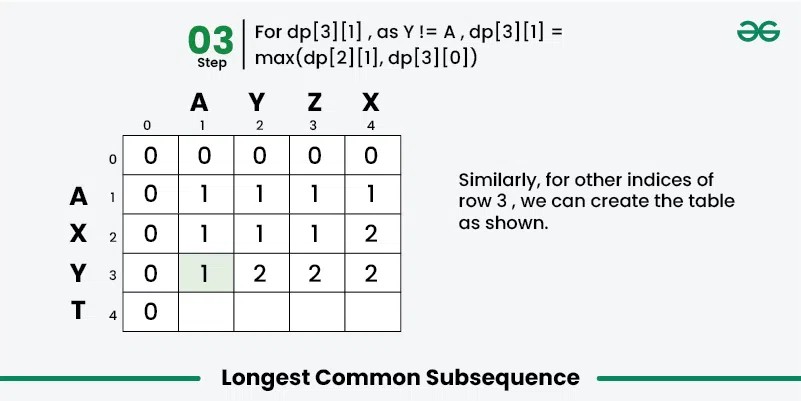 03
Step
For dp[3][1] , as Y != A , dp[3][1] =
max(dp[2][1], dp[3][0])
A Y Z X
0 1 2 3 4
0 0 0 0 0 0
A 1 0 1 1 1 1
X 2 0 1 1 1 2
Y 3 0 1 2 2 2
T 4 0
Similarly, for other indices of
row 3 , we can create the table
as shown.
Longest Common Subsequence